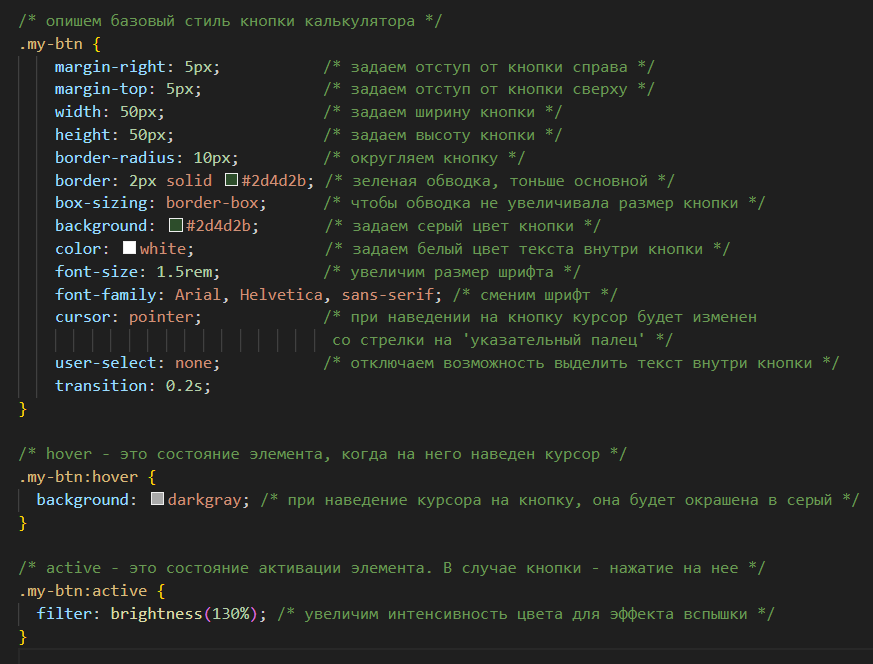 /* опишем базовый стиль кнопки калькулятора */
.my-btn {
    margin-right: 5px;           /* задаем отступ от кнопки справа */
    margin-top: 5px;             /* задаем отступ от кнопки сверху */
    width: 50px;                 /* задаем ширину кнопки */
    height: 50px;                /* задаем высоту кнопки */
    border-radius: 10px;         /* округляем кнопку */
    border: 2px solid #2d4d2b; /* зеленая обводка, тоньше основной */
    box-sizing: border-box;      /* чтобы обводка не увеличивала размер кнопки */
    background: #2d4d2b;       /* задаем серый цвет кнопки */
    color: white;              /* задаем белый цвет текста внутри кнопки */
    font-size: 1.5rem;           /* увеличим размер шрифта */
    font-family: Arial, Helvetica, sans-serif; /* сменим шрифт */
    cursor: pointer;             /* при наведении на кнопку курсор будет изменен
                                  со стрелки на 'указательный палец' */
    user-select: none;           /* отключаем возможность выделить текст внутри кнопки */
    transition: 0.2s;
}

/* hover - это состояние элемента, когда на него наведен курсор */
.my-btn:hover {
  background: darkgray; /* при наведение курсора на кнопку, она будет окрашена в серый */
}

/* active - это состояние активации элемента. В случае кнопки - нажатие на нее */
.my-btn:active {
  filter: brightness(130%); /* увеличим интенсивность цвета для эффекта вспышки */
}